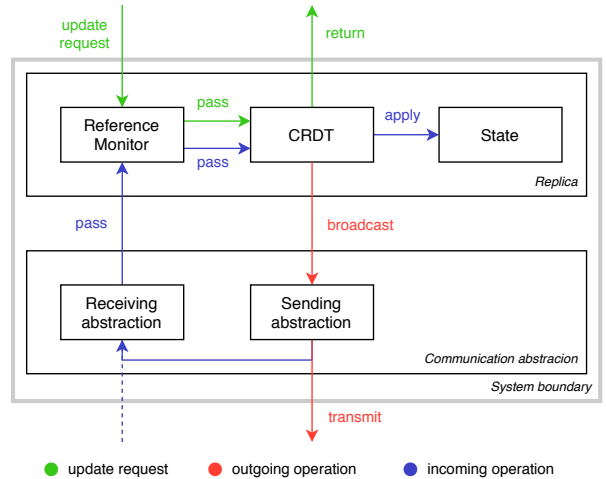 update
request
return
pass
apply
Reference
Monitor
CRDT
State
pass
Replica
pass
broadcast
Receiving
abstraction
Sending
abstraction
Communication abstracion
System boundary
transmit
update request
outgoing operation
incoming operation